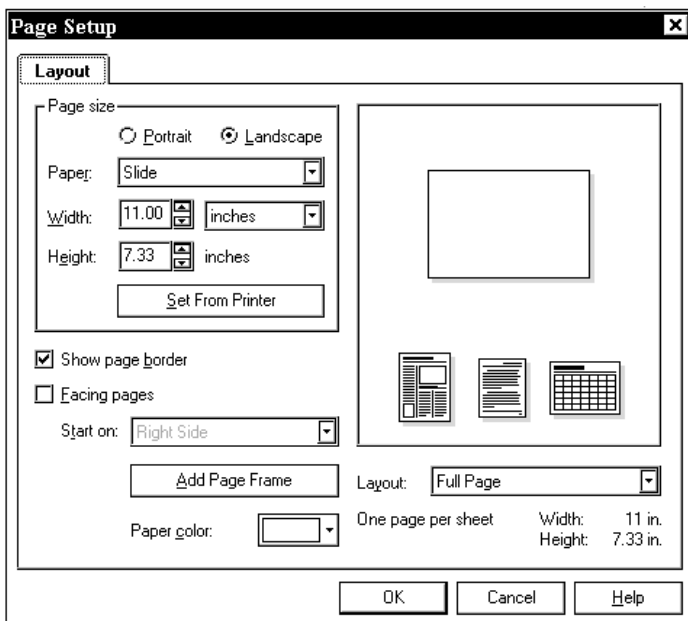 Page Setup
Layout
Page size
Portrait Landscape
Paper: Slide
Width: 11.00 inches
Height: 7.33 inches
Set From Printer
Show page border
Facing pages
Start on: Right Side
Add Page Frame
Layout: Full Page
Paper color:
One page per sheet Width: 11 in.
Height: 7.33 in.
OK Cancel Help